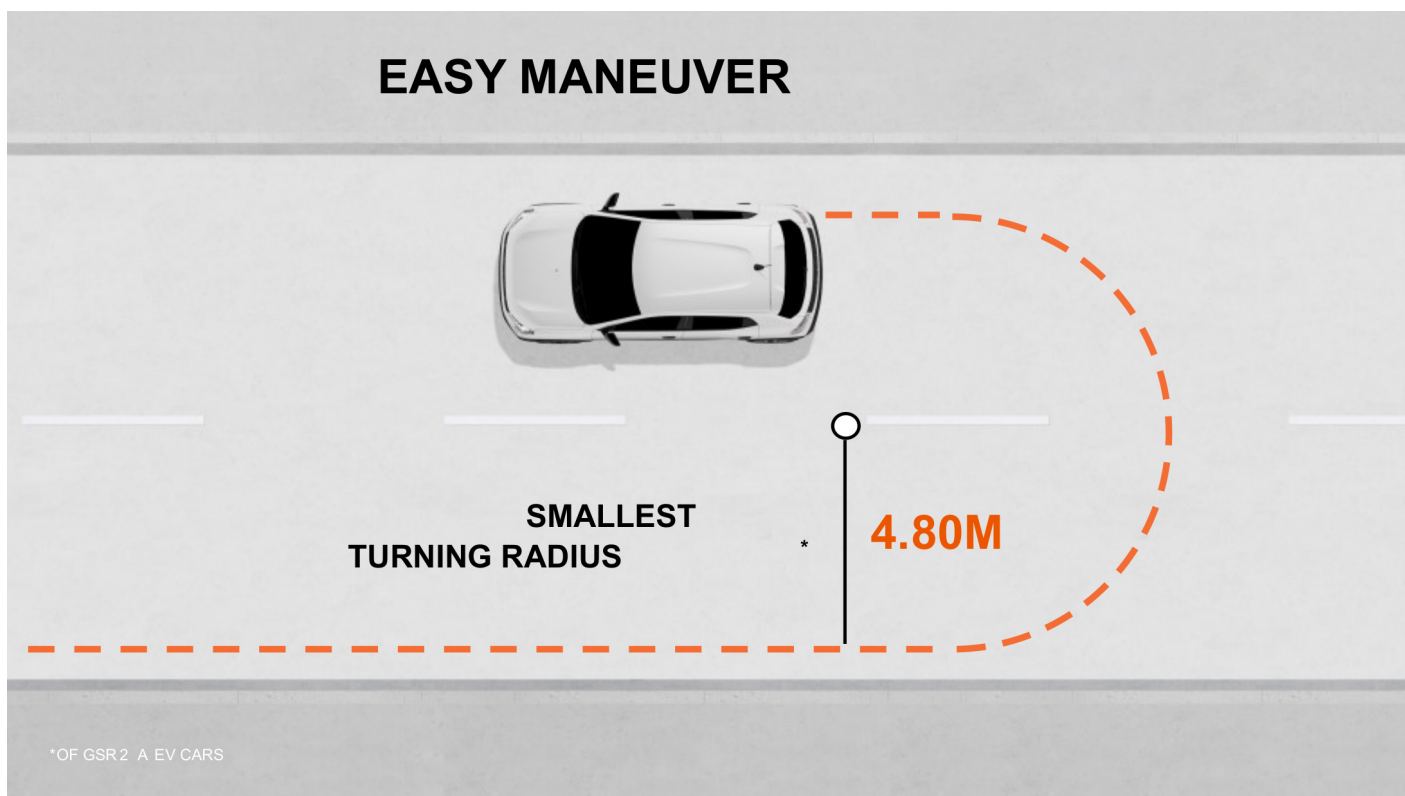 EASY MANEUVER
SMALLEST
TURNING RADIUS *
4.80M
*OF GSR 2 A EV CARS